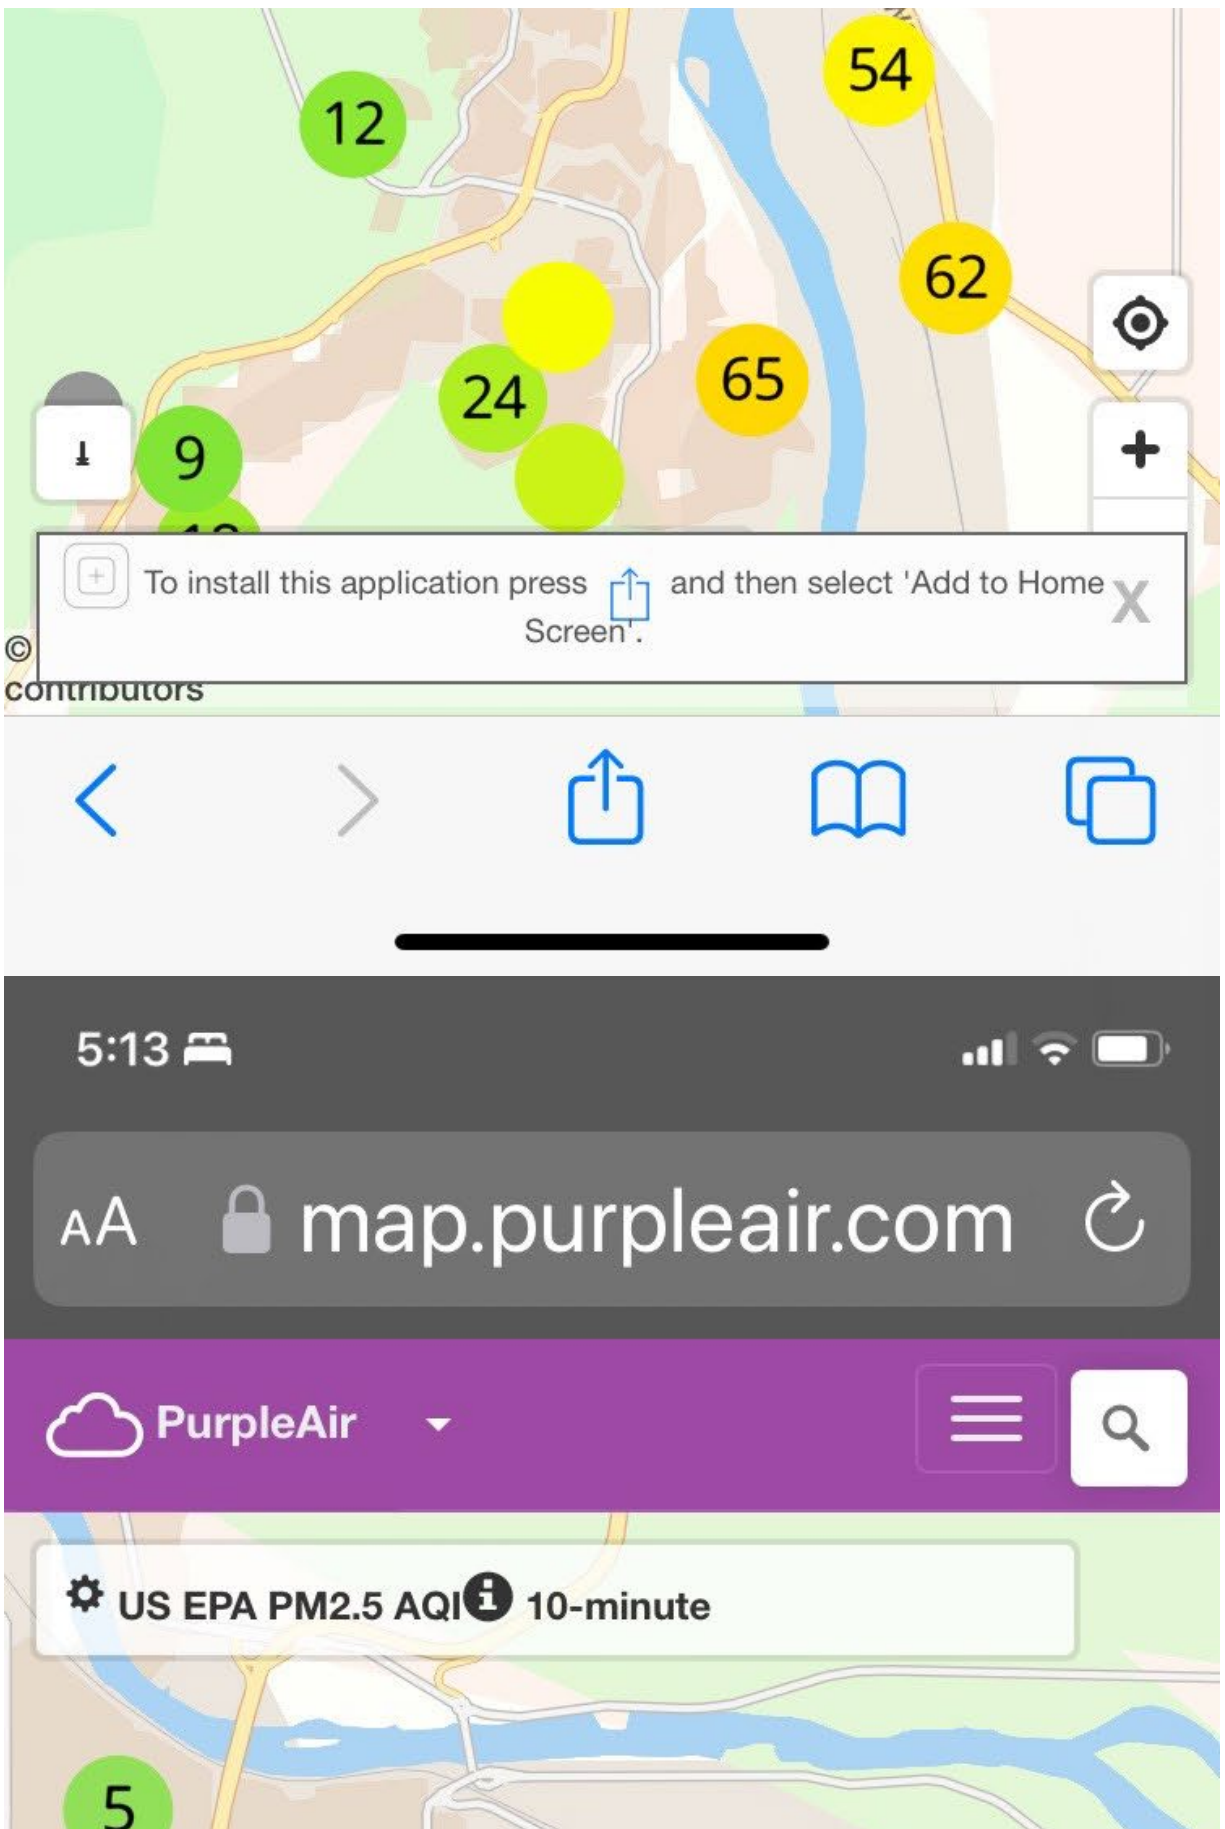 54
12
62
65
24
9
To install this application press and then select 'Add to Home
Screen'.
X
©
contributors
5:13
AA map.purpleair.com
PurpleAir
US EPA PM2.5 AQI 10-minute
5